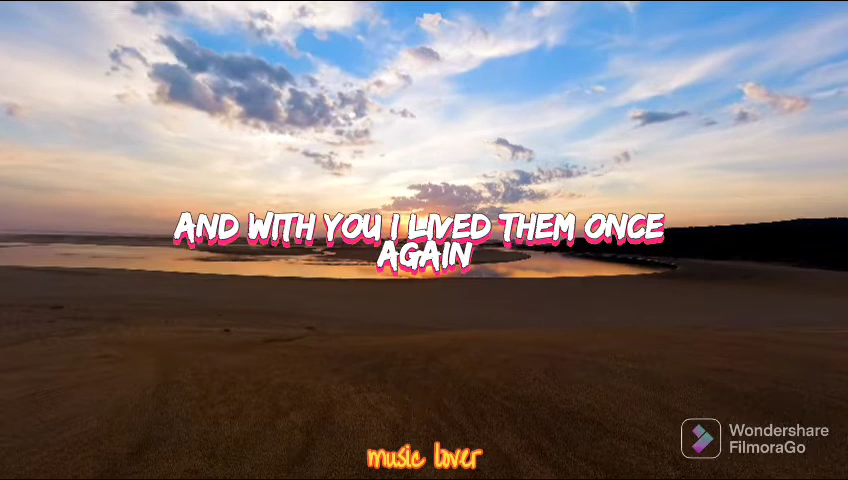 AND WITH YOU I LIVED THEM ONCE
AGAIN
Wondershare
FilmoraGo
music lover